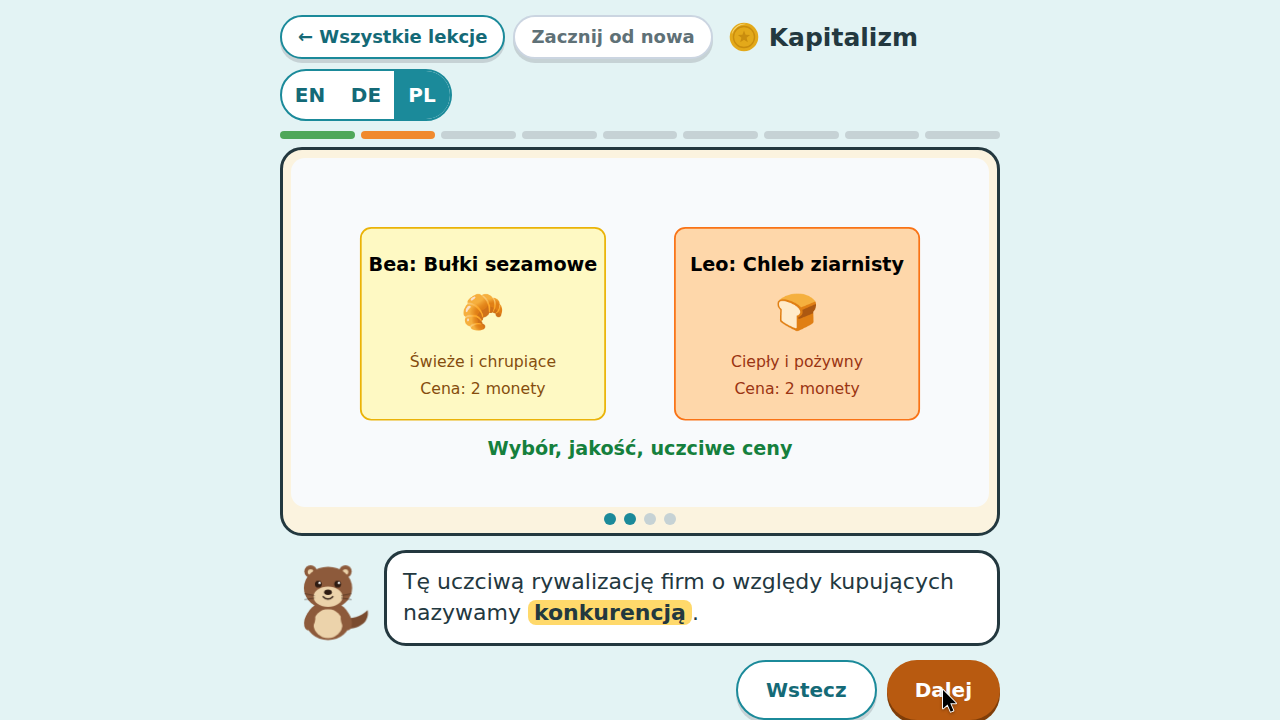 ← Wszystkie lekcje
Zacznij od nowa
Kapitalizm
EN DE PL
Bea: Bułki sezamowe
Świeże i chrupiące
Cena: 2 monety
Leo: Chleb ziarnisty
Ciepły i pożywny
Cena: 2 monety
Wybór, jakość, uczciwe ceny
Tę uczciwą rywalizację firm o względy kupujących
nazywamy konkurencją.
Wstecz
Dalej